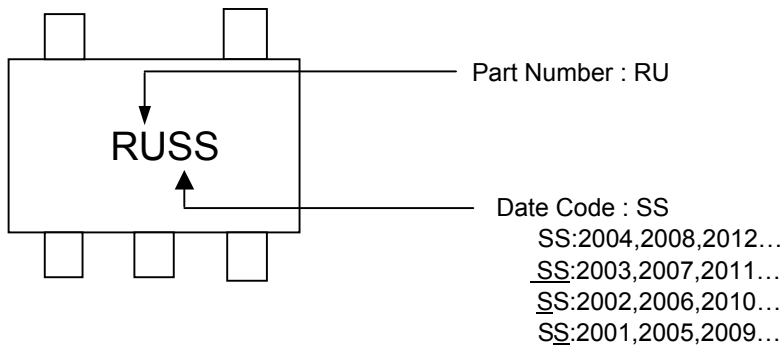 Part Number : RU
RUSS
Date Code : SS
SS:2004,2008,2012…
SS:2003,2007,2011…
SS:2002,2006,2010…
SS:2001,2005,2009…